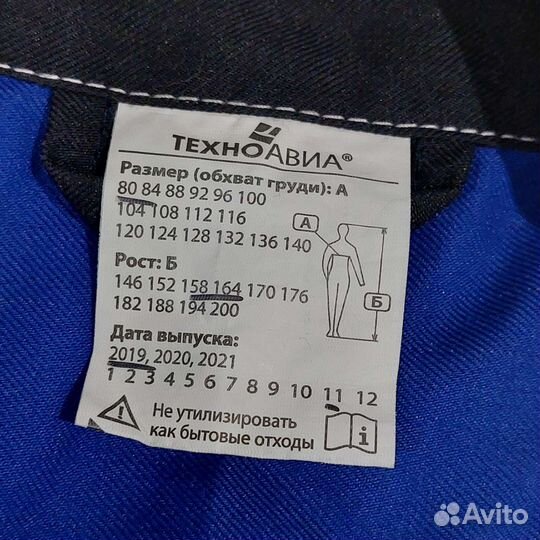 ТЕХНОАВИА®
Размер (обхват груди): А
80 84 88 92 96 100
104 108 112 116
120 124 128 132 136 140
А
Рост: Б
146 152 158 164 170 176
182 188 194 200
Б
Дата выпуска:
2019, 2020, 2021
1 2 3 4 5 6 7 8 9 10 11 12
Не утилизировать
как бытовые отходы
i
Avito